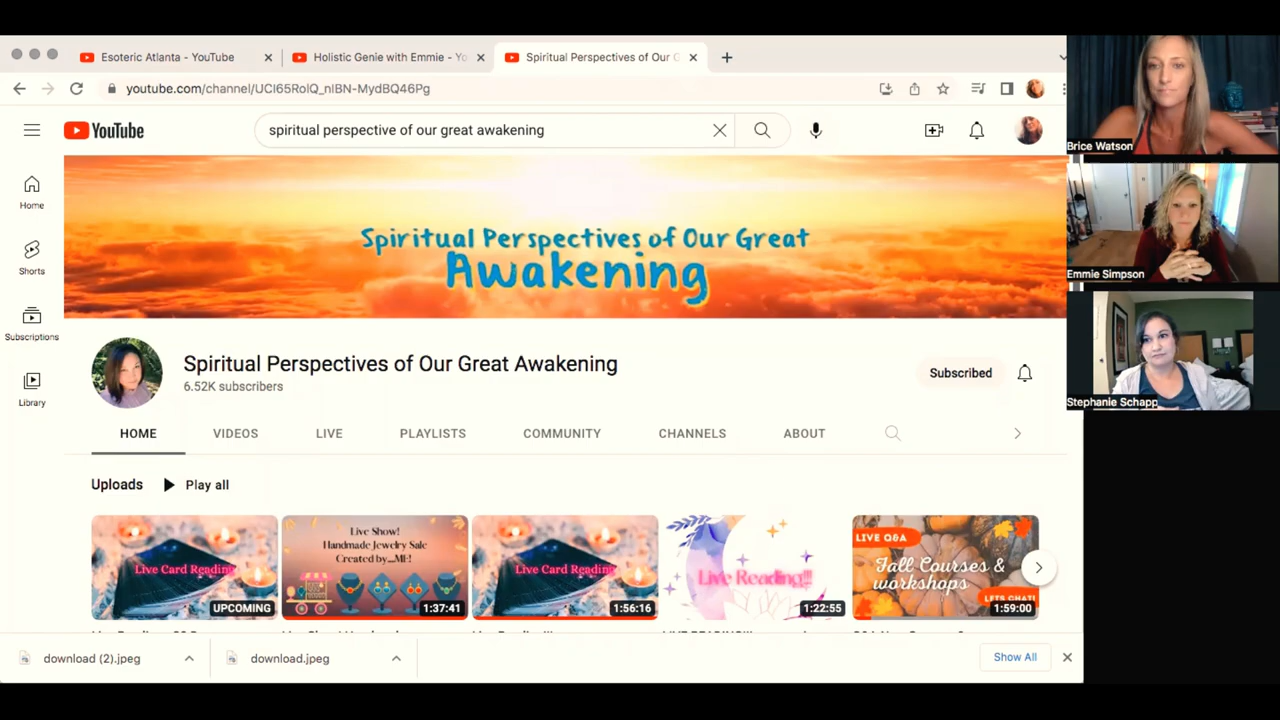 Esoteric Atlanta - YouTube
Holistic Genie with Emmie - Yo
Spiritual Perspectives of Our G
youtube.com/channel/UCI65RolQ_nIBN-MydBQ46Pg
YouTube
spiritual perspective of our great awakening
Brice Watson
Emmie Simpson
Stephanie Schapp
Home
Shorts
Subscriptions
Library
Spiritual Perspectives of Our Great
Awakening
Spiritual Perspectives of Our Great Awakening
6.52K subscribers
Subscribed
HOME VIDEOS LIVE PLAYLISTS COMMUNITY CHANNELS ABOUT
Uploads Play all
Live Card Reading
UPCOMING
Live Show!
Handmade Jewelry Sale
Created by...ME!
1:37:41
Live Card Reading
1:56:16
Live Reading!!!
1:22:55
LIVE Q&A
Fall Courses &
workshops
LETS CHAT!
1:59:00
download (2).jpeg
download.jpeg
Show All